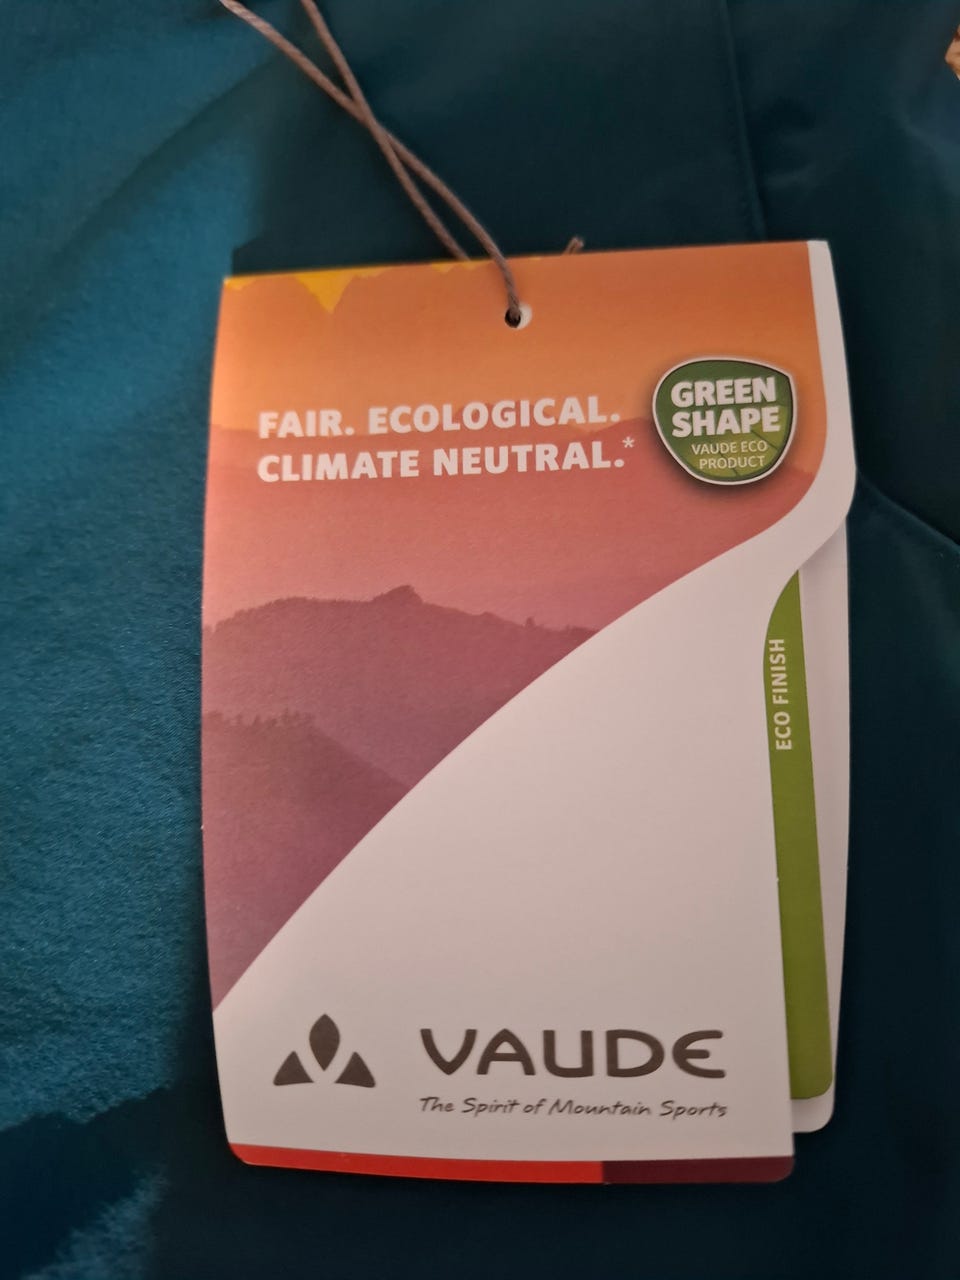 FAIR. ECOLOGICAL.
CLIMATE NEUTRAL.*
GREEN
SHAPE
VAUDE ECO
PRODUCT
ECO FINISH
VAUDE
The Spirit of Mountain Sports